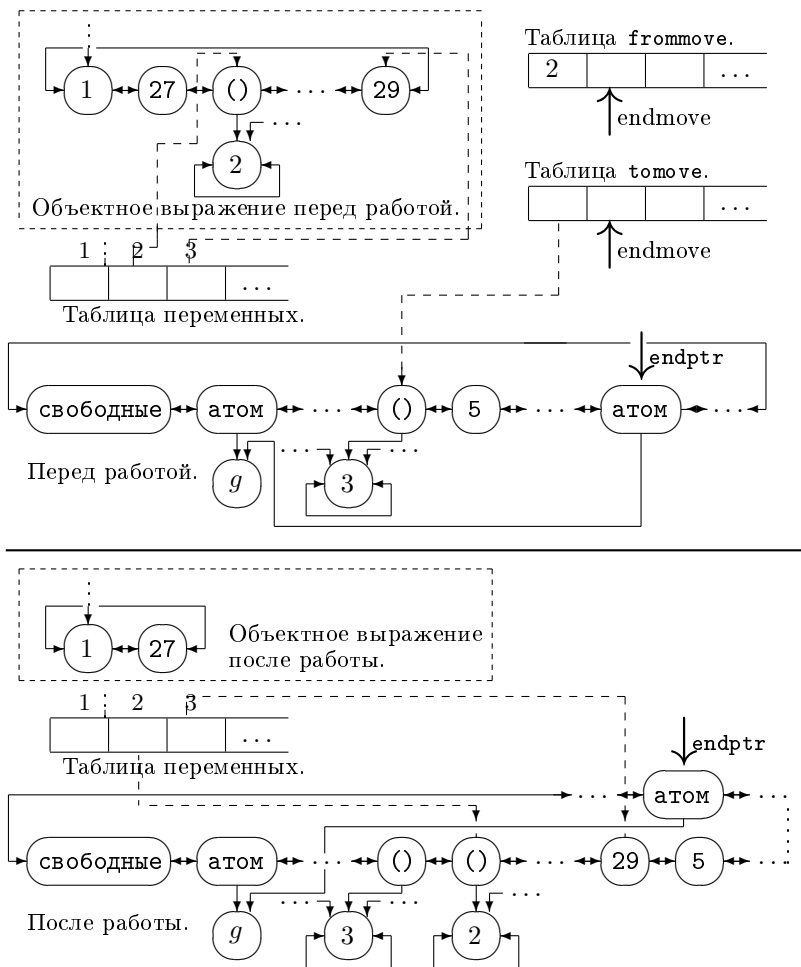 Таблица frommove.
2 ...
endmove
1 27 () ... 29
...
2
Объектное выражение перед работой.
Таблица tomove.
...
endmove
1 2 3
...
Таблица переменных.
endptr
свободные атом ... () 5 ... атом ...
... ...
Перед работой.
g 3
1 27
Объектное выражение
после работы.
1 2 3
...
Таблица переменных.
endptr
... атом ...
свободные атом ... () () ... 29 5 ...
... ... ...
После работы.
g 3 2